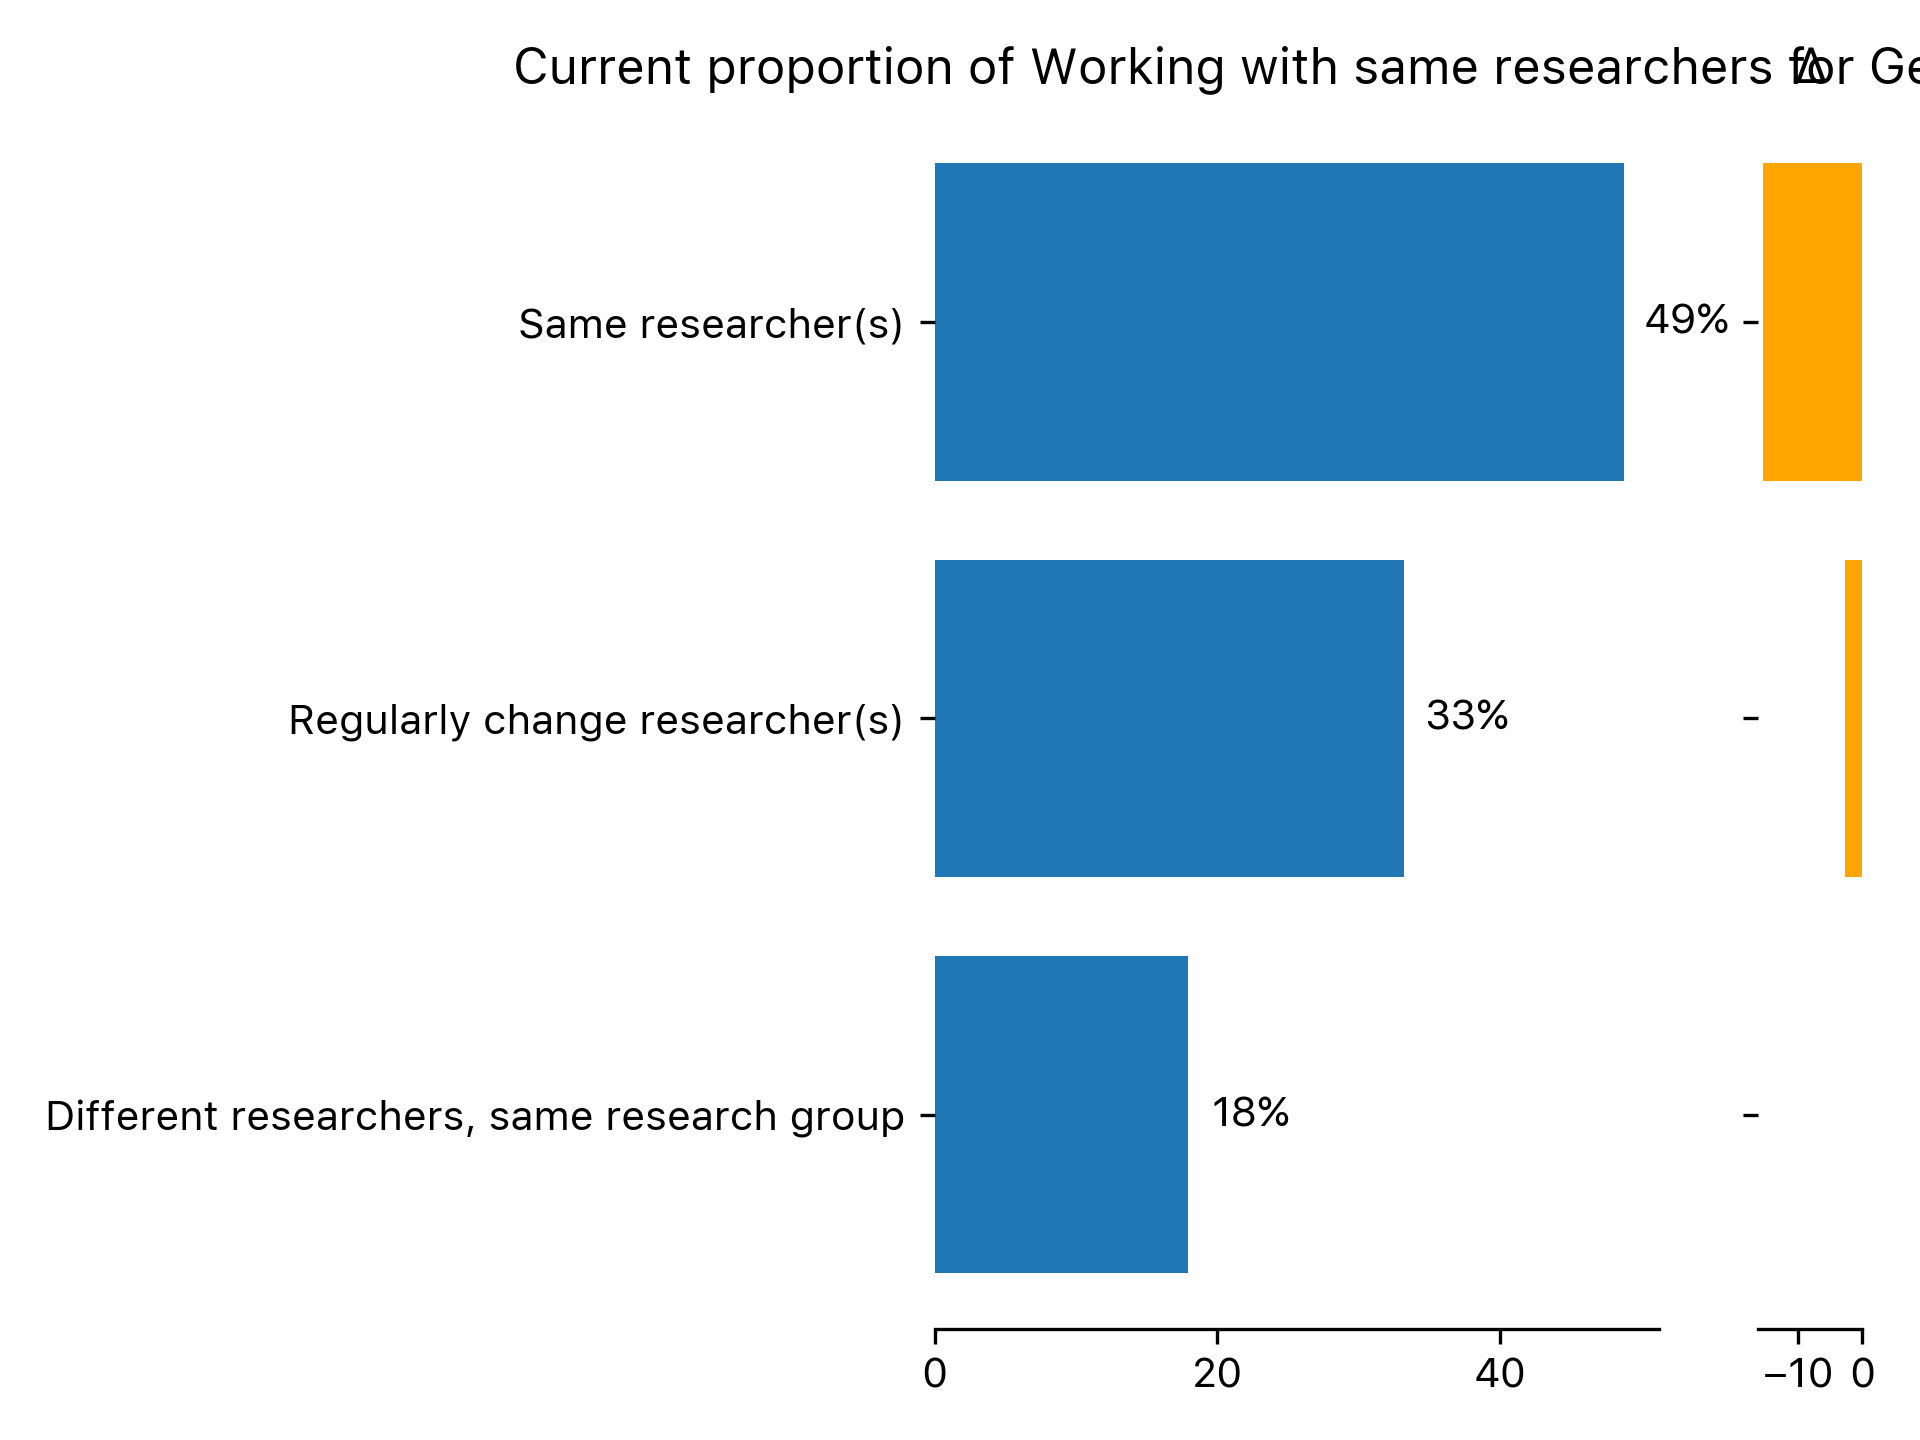 Current proportion of Working with same researchers for Ge
Δ
Same researcher(s)
49%
Regularly change researcher(s)
33%
Different researchers, same research group
18%
0 20 40
−10 0